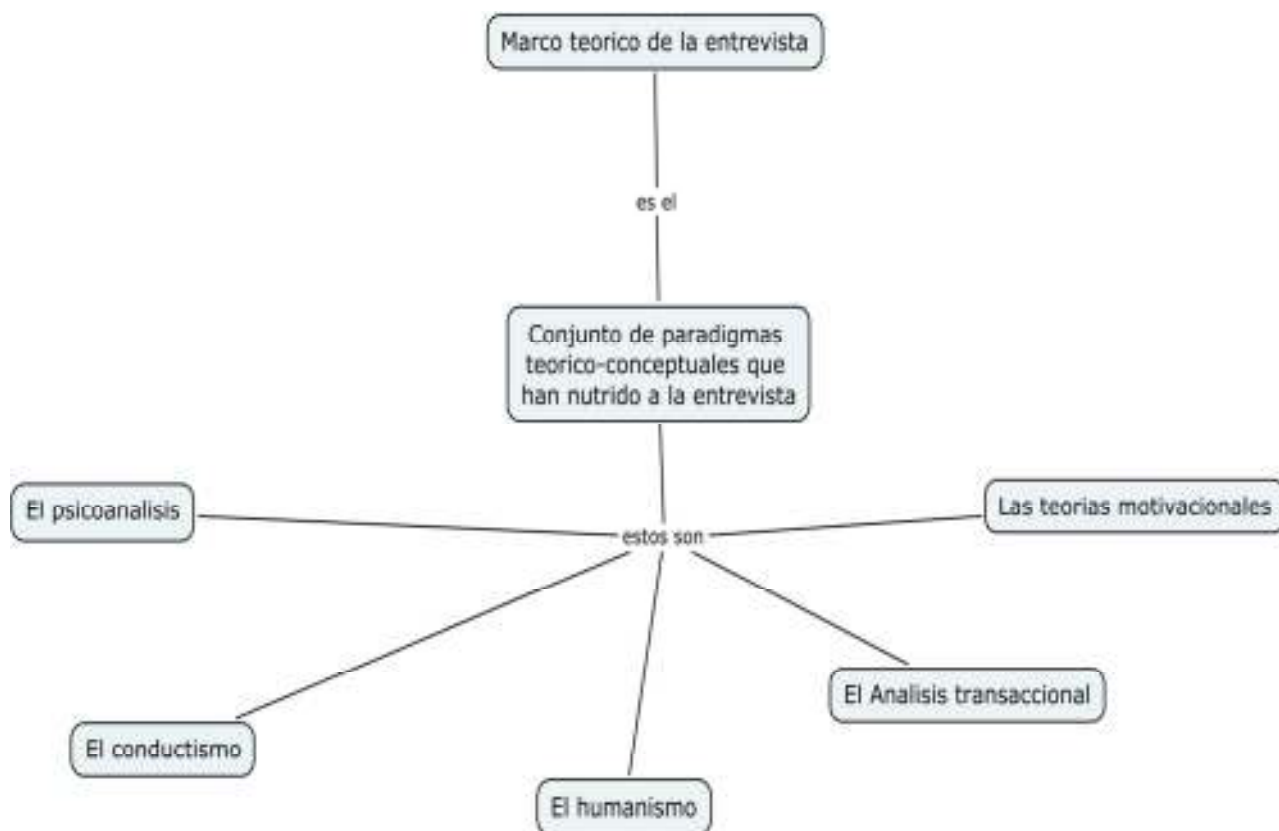 Marco teorico de la entrevista
es el
Conjunto de paradigmas
teorico-conceptuales que
han nutrido a la entrevista
estos son
El psicoanalisis
Las teorias motivacionales
El conductismo
El humanismo
El Analisis transaccional